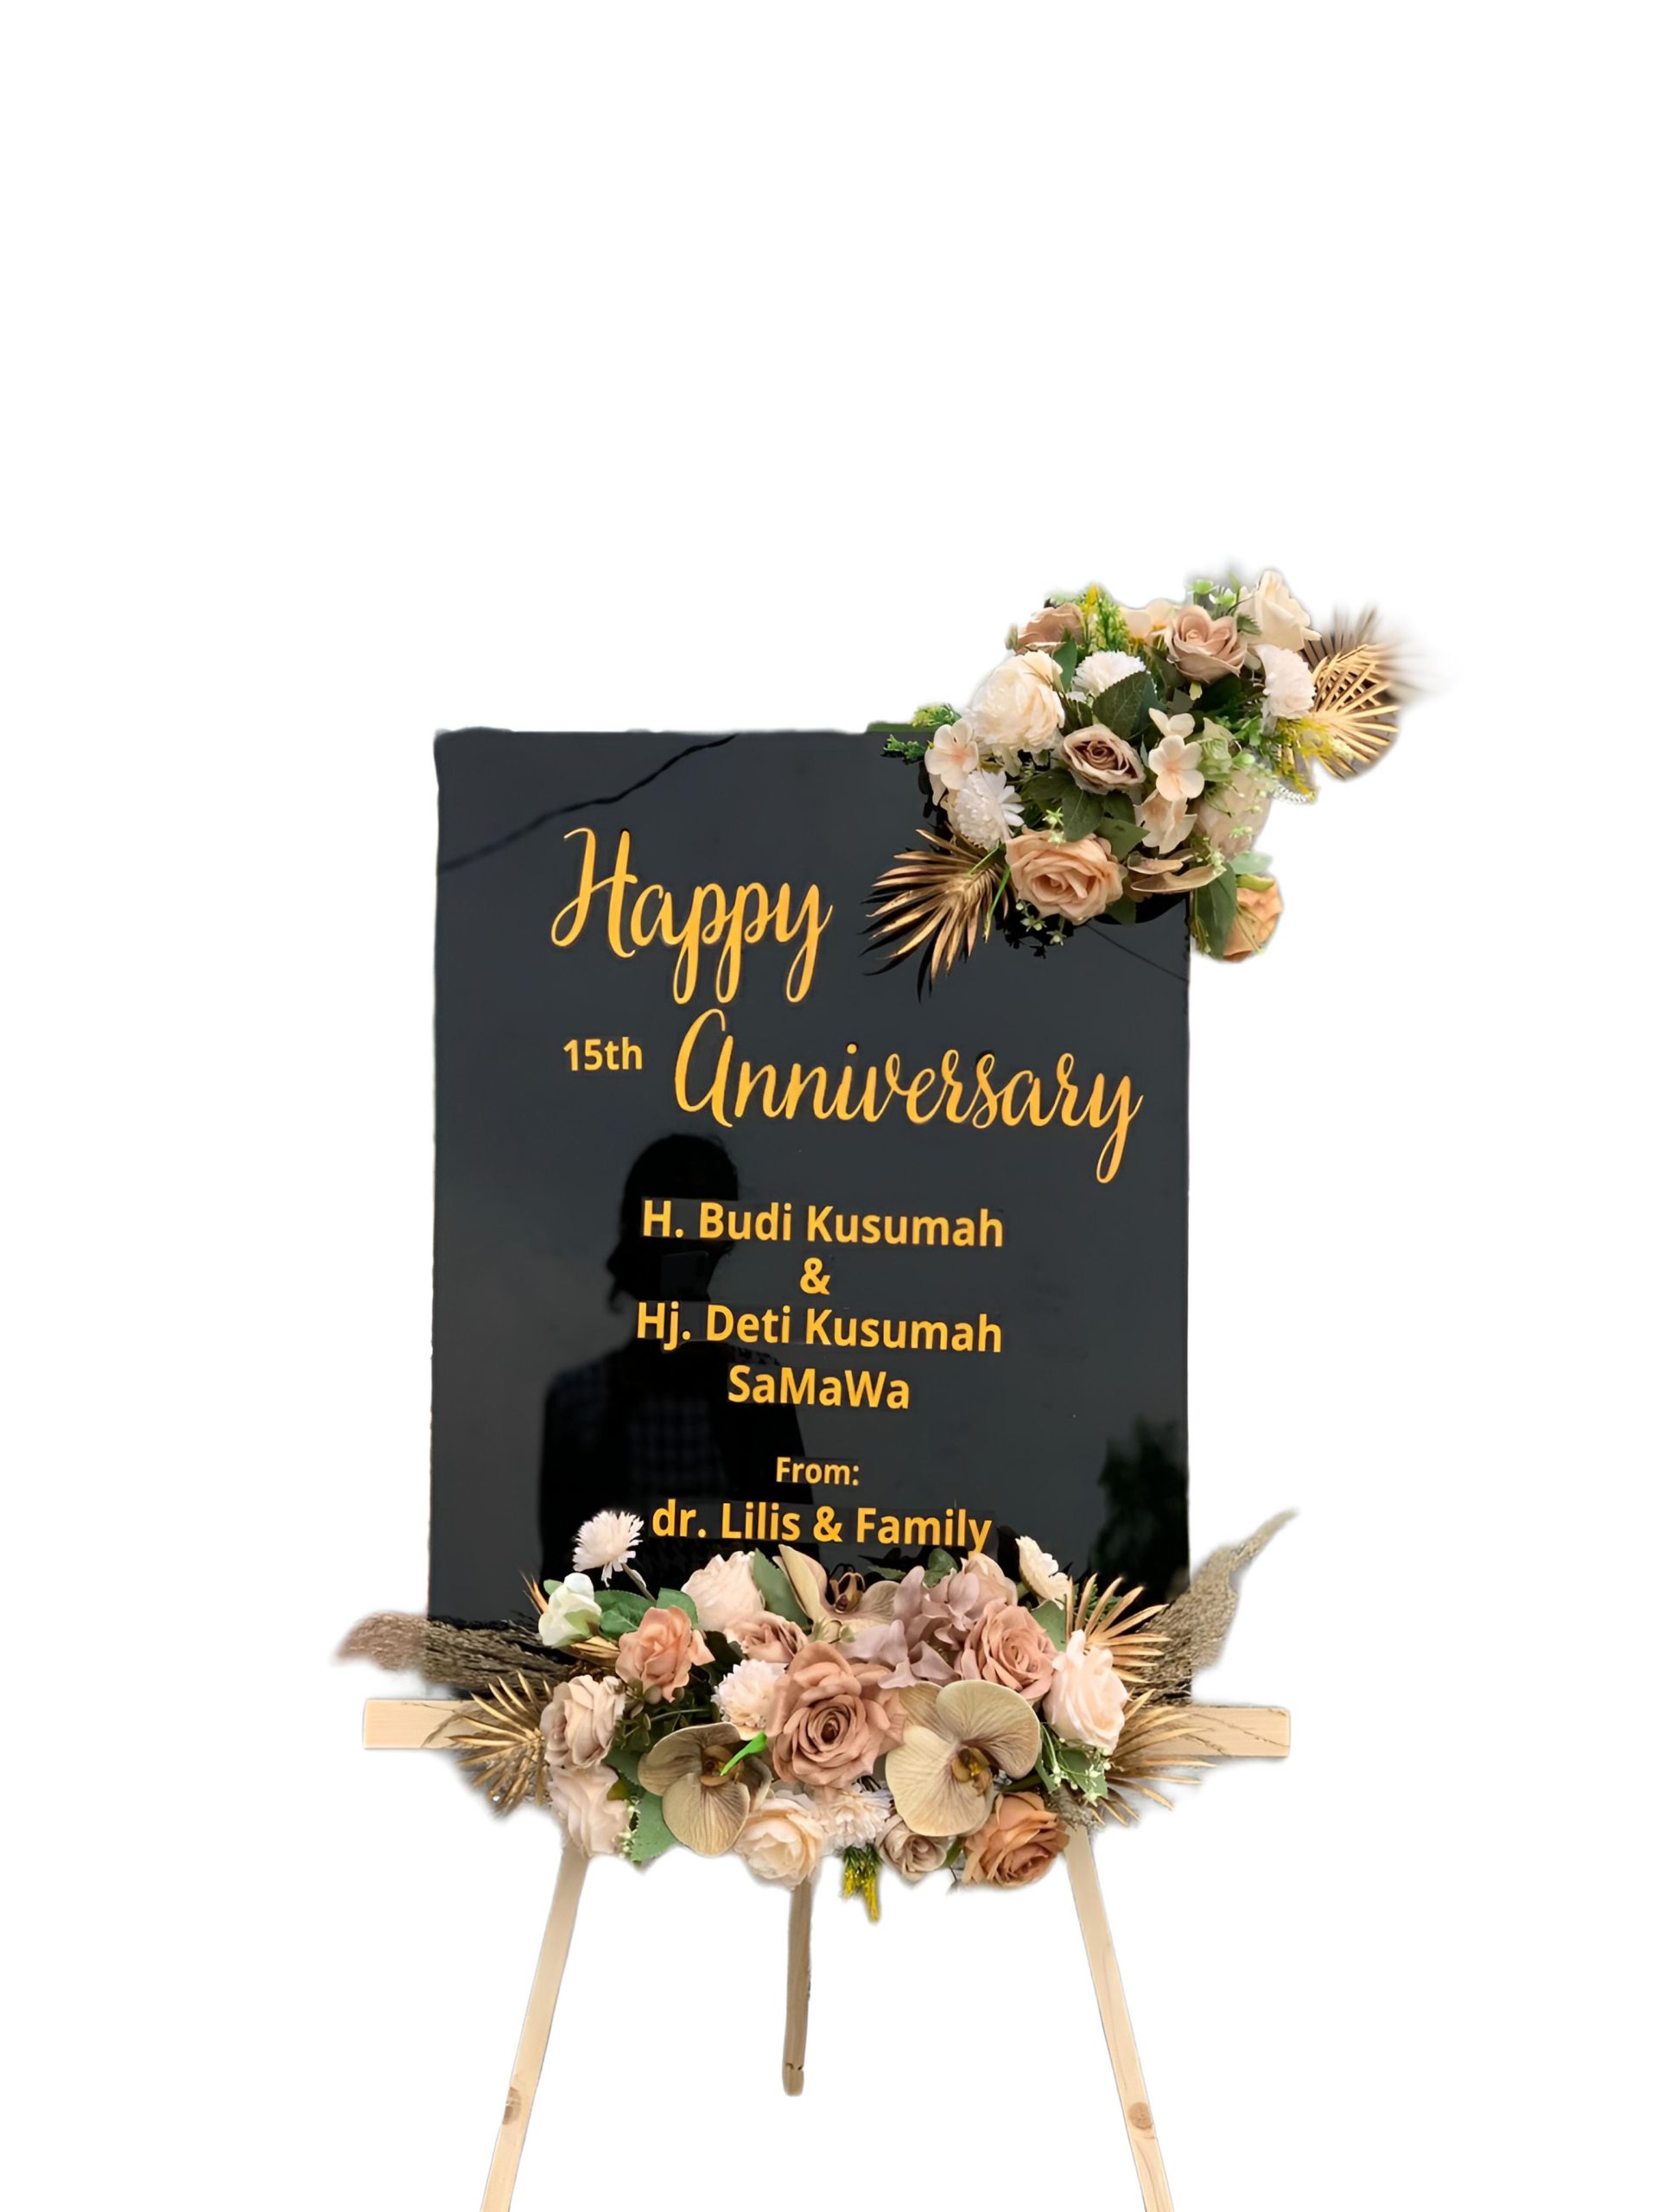 Happy
15th Anniversary
H. Budi Kusumah
&
Hj. Deti Kusumah
SaMaWa
From:
dr. Lilis & Family